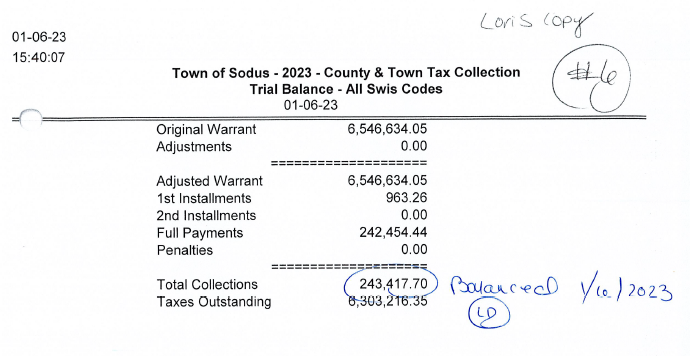 Lori's Copy
01-06-23
15:40:07
#6
Town of Sodus - 2023 - County & Town Tax Collection
Trial Balance - All Swis Codes
01-06-23
Original Warrant 6,546,634.05
Adjustments 0.00
====================
Adjusted Warrant 6,546,634.05
1st Installments 963.26
2nd Installments 0.00
Full Payments 242,454.44
Penalties 0.00
====================
Total Collections 243,417.70 Balanced 1/6/2023
Taxes Outstanding 6,303,216.35
LD